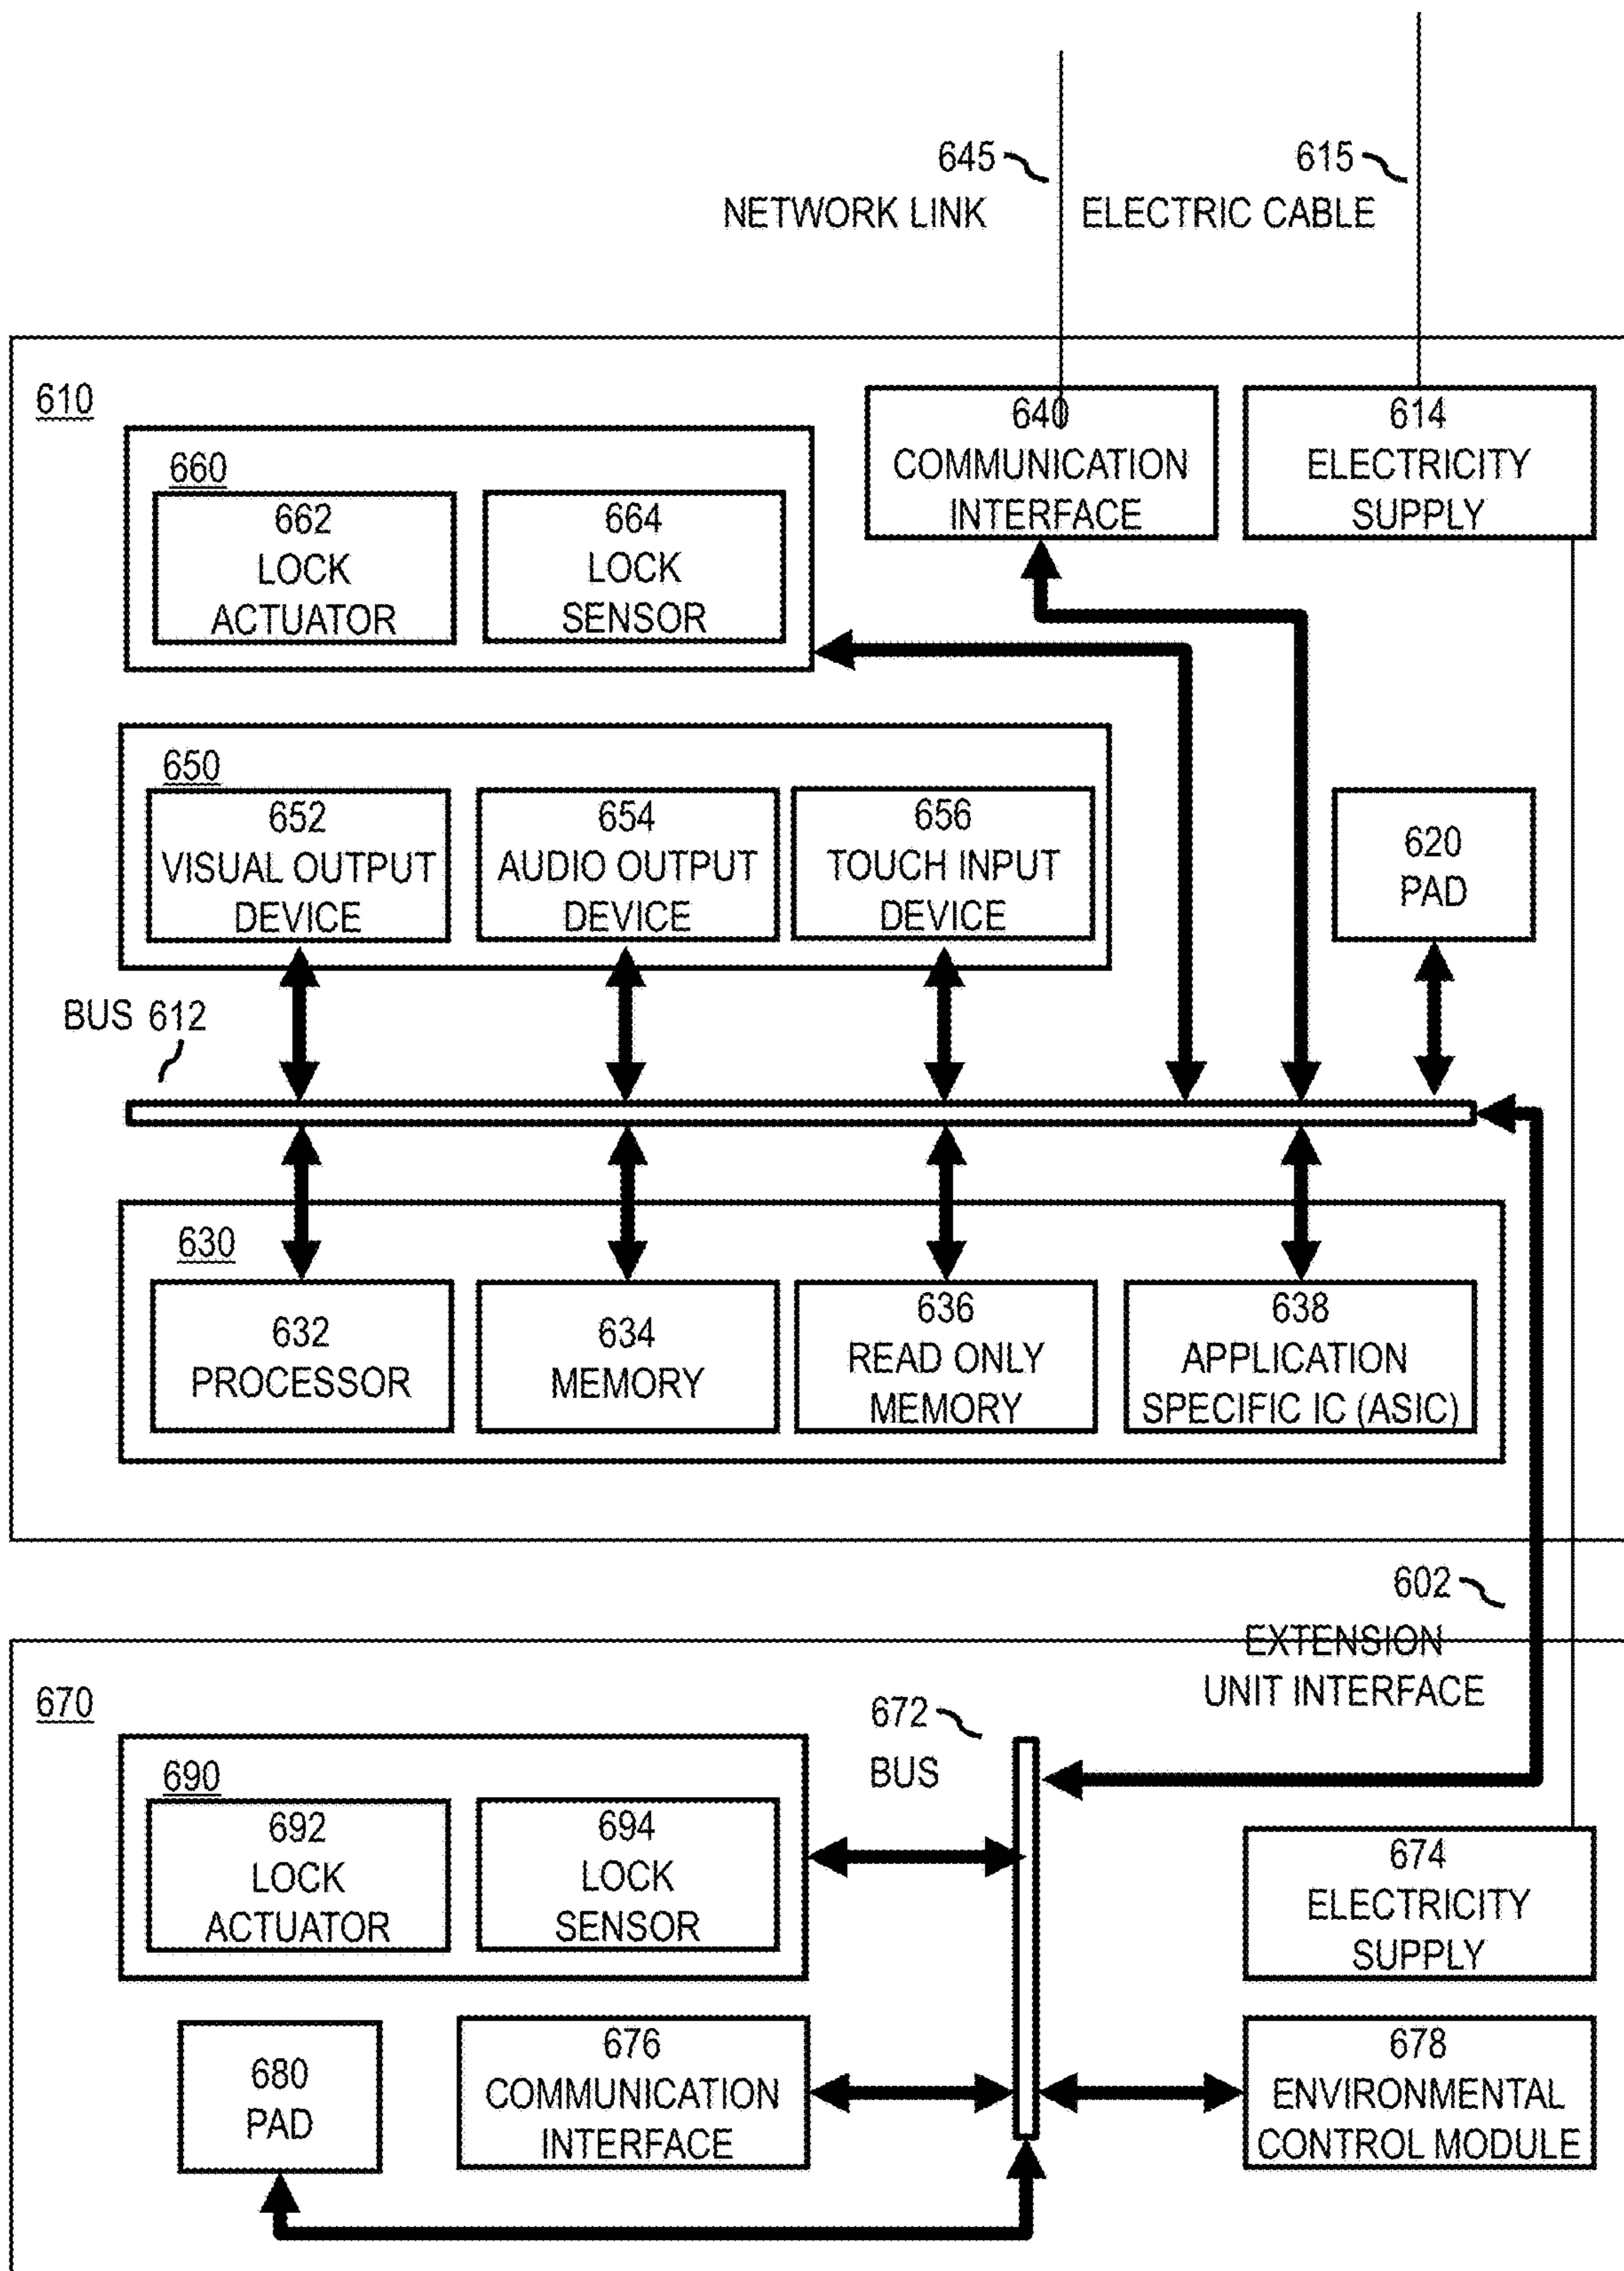 645
615
NETWORK LINK
ELECTRIC CABLE
610
640
COMMUNICATION
INTERFACE
614
ELECTRICITY
SUPPLY
660
662
LOCK
ACTUATOR
664
LOCK
SENSOR
650
652
VISUAL OUTPUT
DEVICE
654
AUDIO OUTPUT
DEVICE
656
TOUCH INPUT
DEVICE
620
PAD
BUS 612
630
632
PROCESSOR
634
MEMORY
636
READ ONLY
MEMORY
638
APPLICATION
SPECIFIC IC (ASIC)
602
EXTENSION
UNIT INTERFACE
670
672
BUS
690
692
LOCK
ACTUATOR
694
LOCK
SENSOR
674
ELECTRICITY
SUPPLY
680
PAD
676
COMMUNICATION
INTERFACE
678
ENVIRONMENTAL
CONTROL MODULE